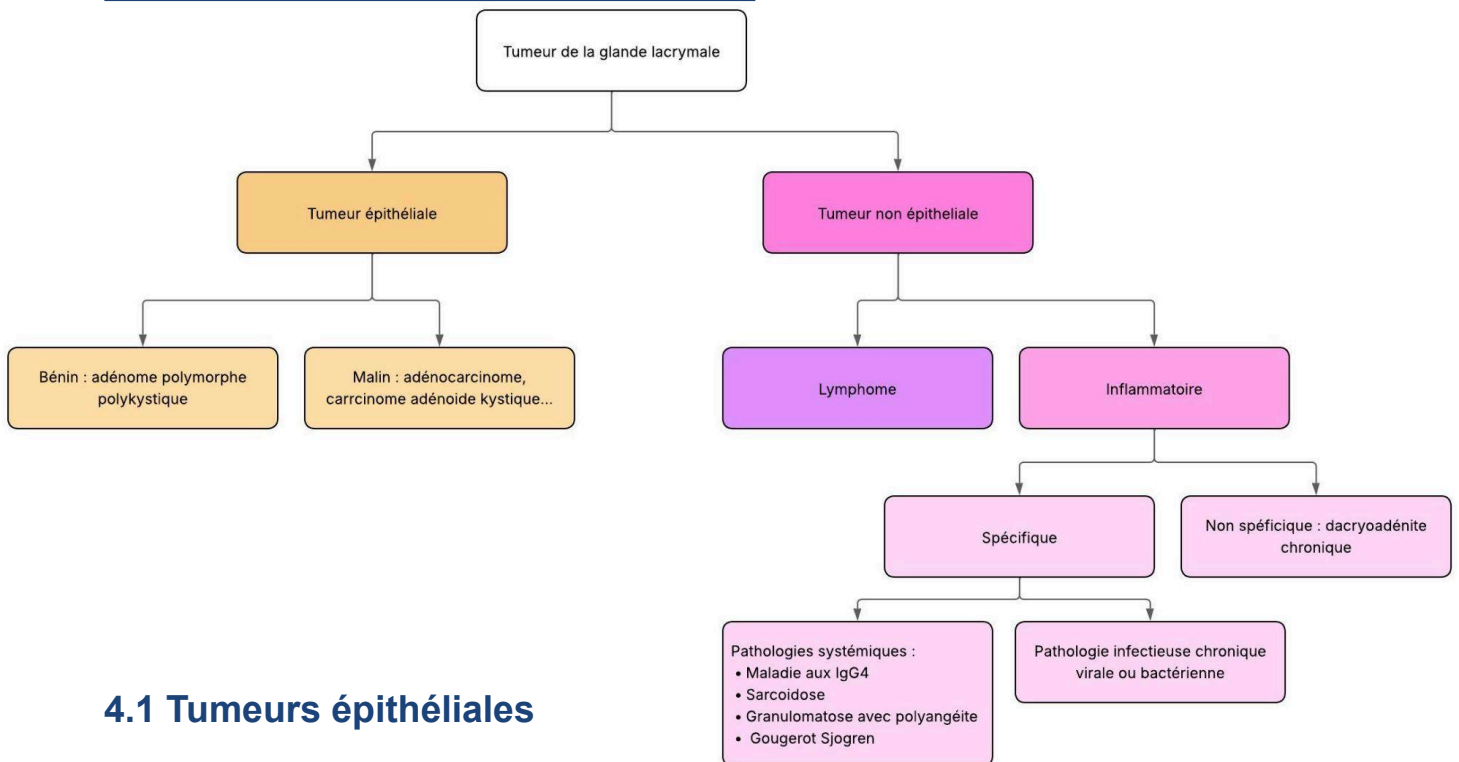 Tumeur de la glande lacrymale
Tumeur épithéliale
Tumeur non épitheliale
Bénin : adénome polymorphe
polykystique
Malin : adénocarcinome,
carrcinome adénoide kystique...
Lymphome
Inflammatoire
Spécifique
Non spéficique : dacryoadénite
chronique
Pathologies systémiques :
• Maladie aux IgG4
• Sarcoidose
• Granulomatose avec polyangéite
• Gougerot Sjogren
Pathologie infectieuse chronique
virale ou bactérienne
4.1 Tumeurs épithéliales